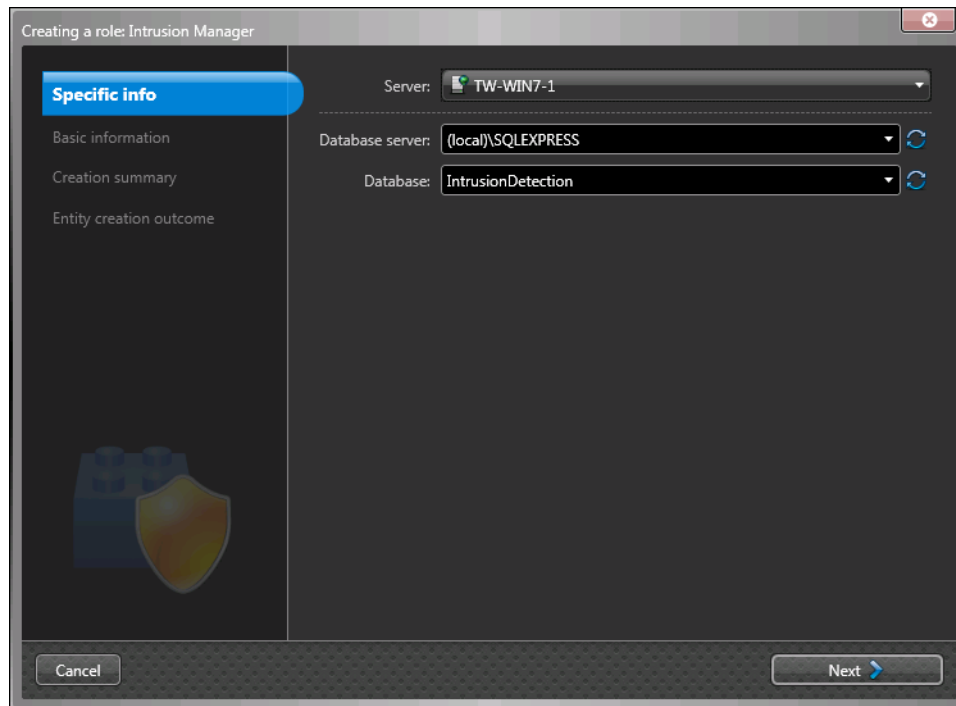 Creating a role: Intrusion Manager
Specific info
Basic information
Creation summary
Entity creation outcome
Server: TW-WIN7-1
Database server: (local)\SQLEXPRESS
Database: IntrusionDetection
Cancel
Next